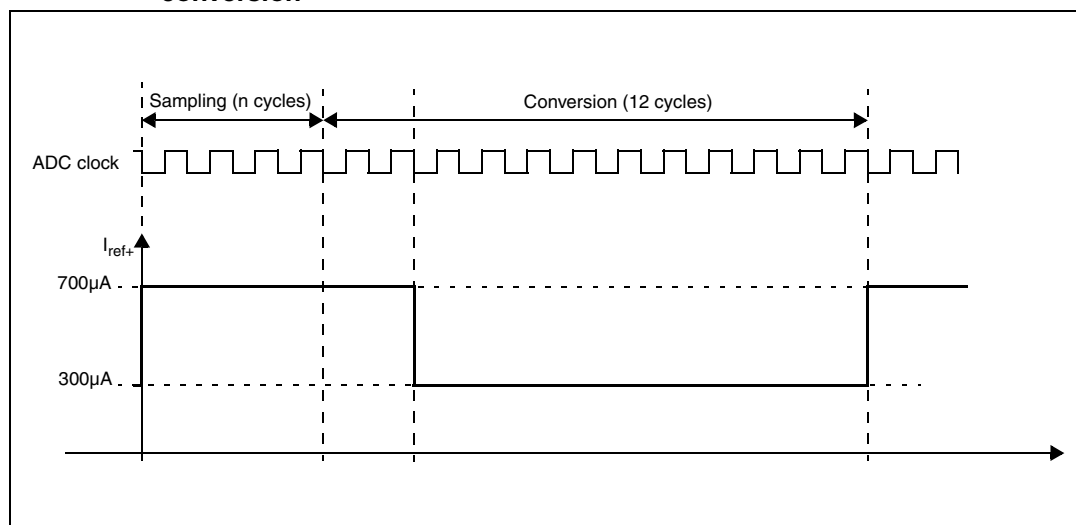 Sampling (n cycles)
Conversion (12 cycles)
ADC clock
Iref+
700µA
300µA